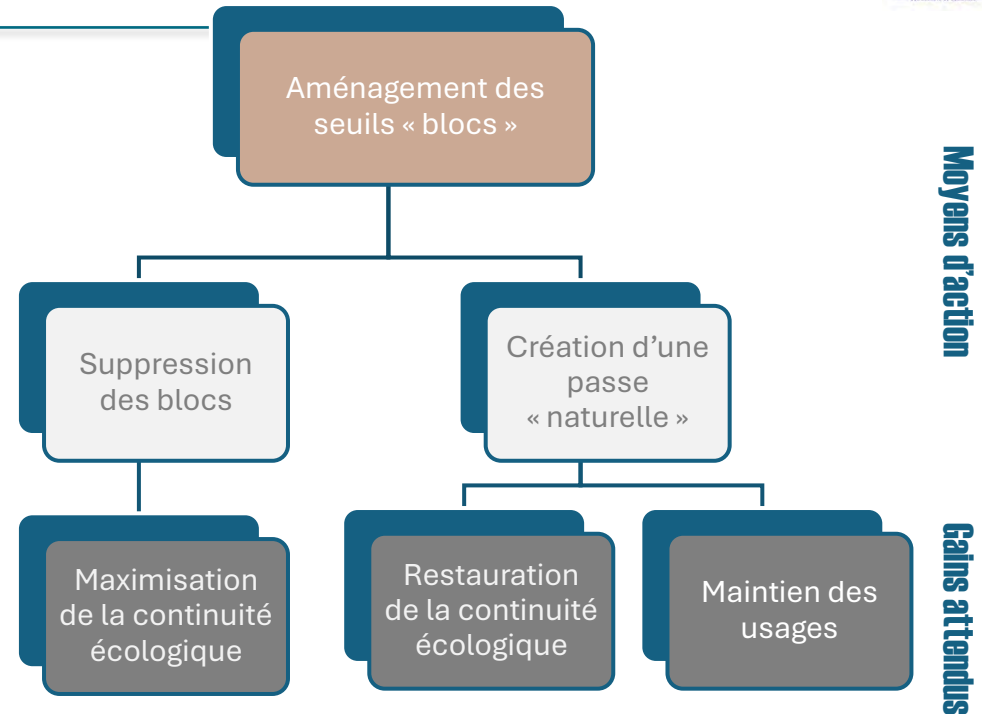 Aménagement des
seuils « blocs »
Moyens d'action
Suppression
des blocs
Création d'une
passe
« naturelle »
Maximisation
de la continuité
écologique
Restauration
de la continuité
écologique
Maintien des
usages
Gains attendus